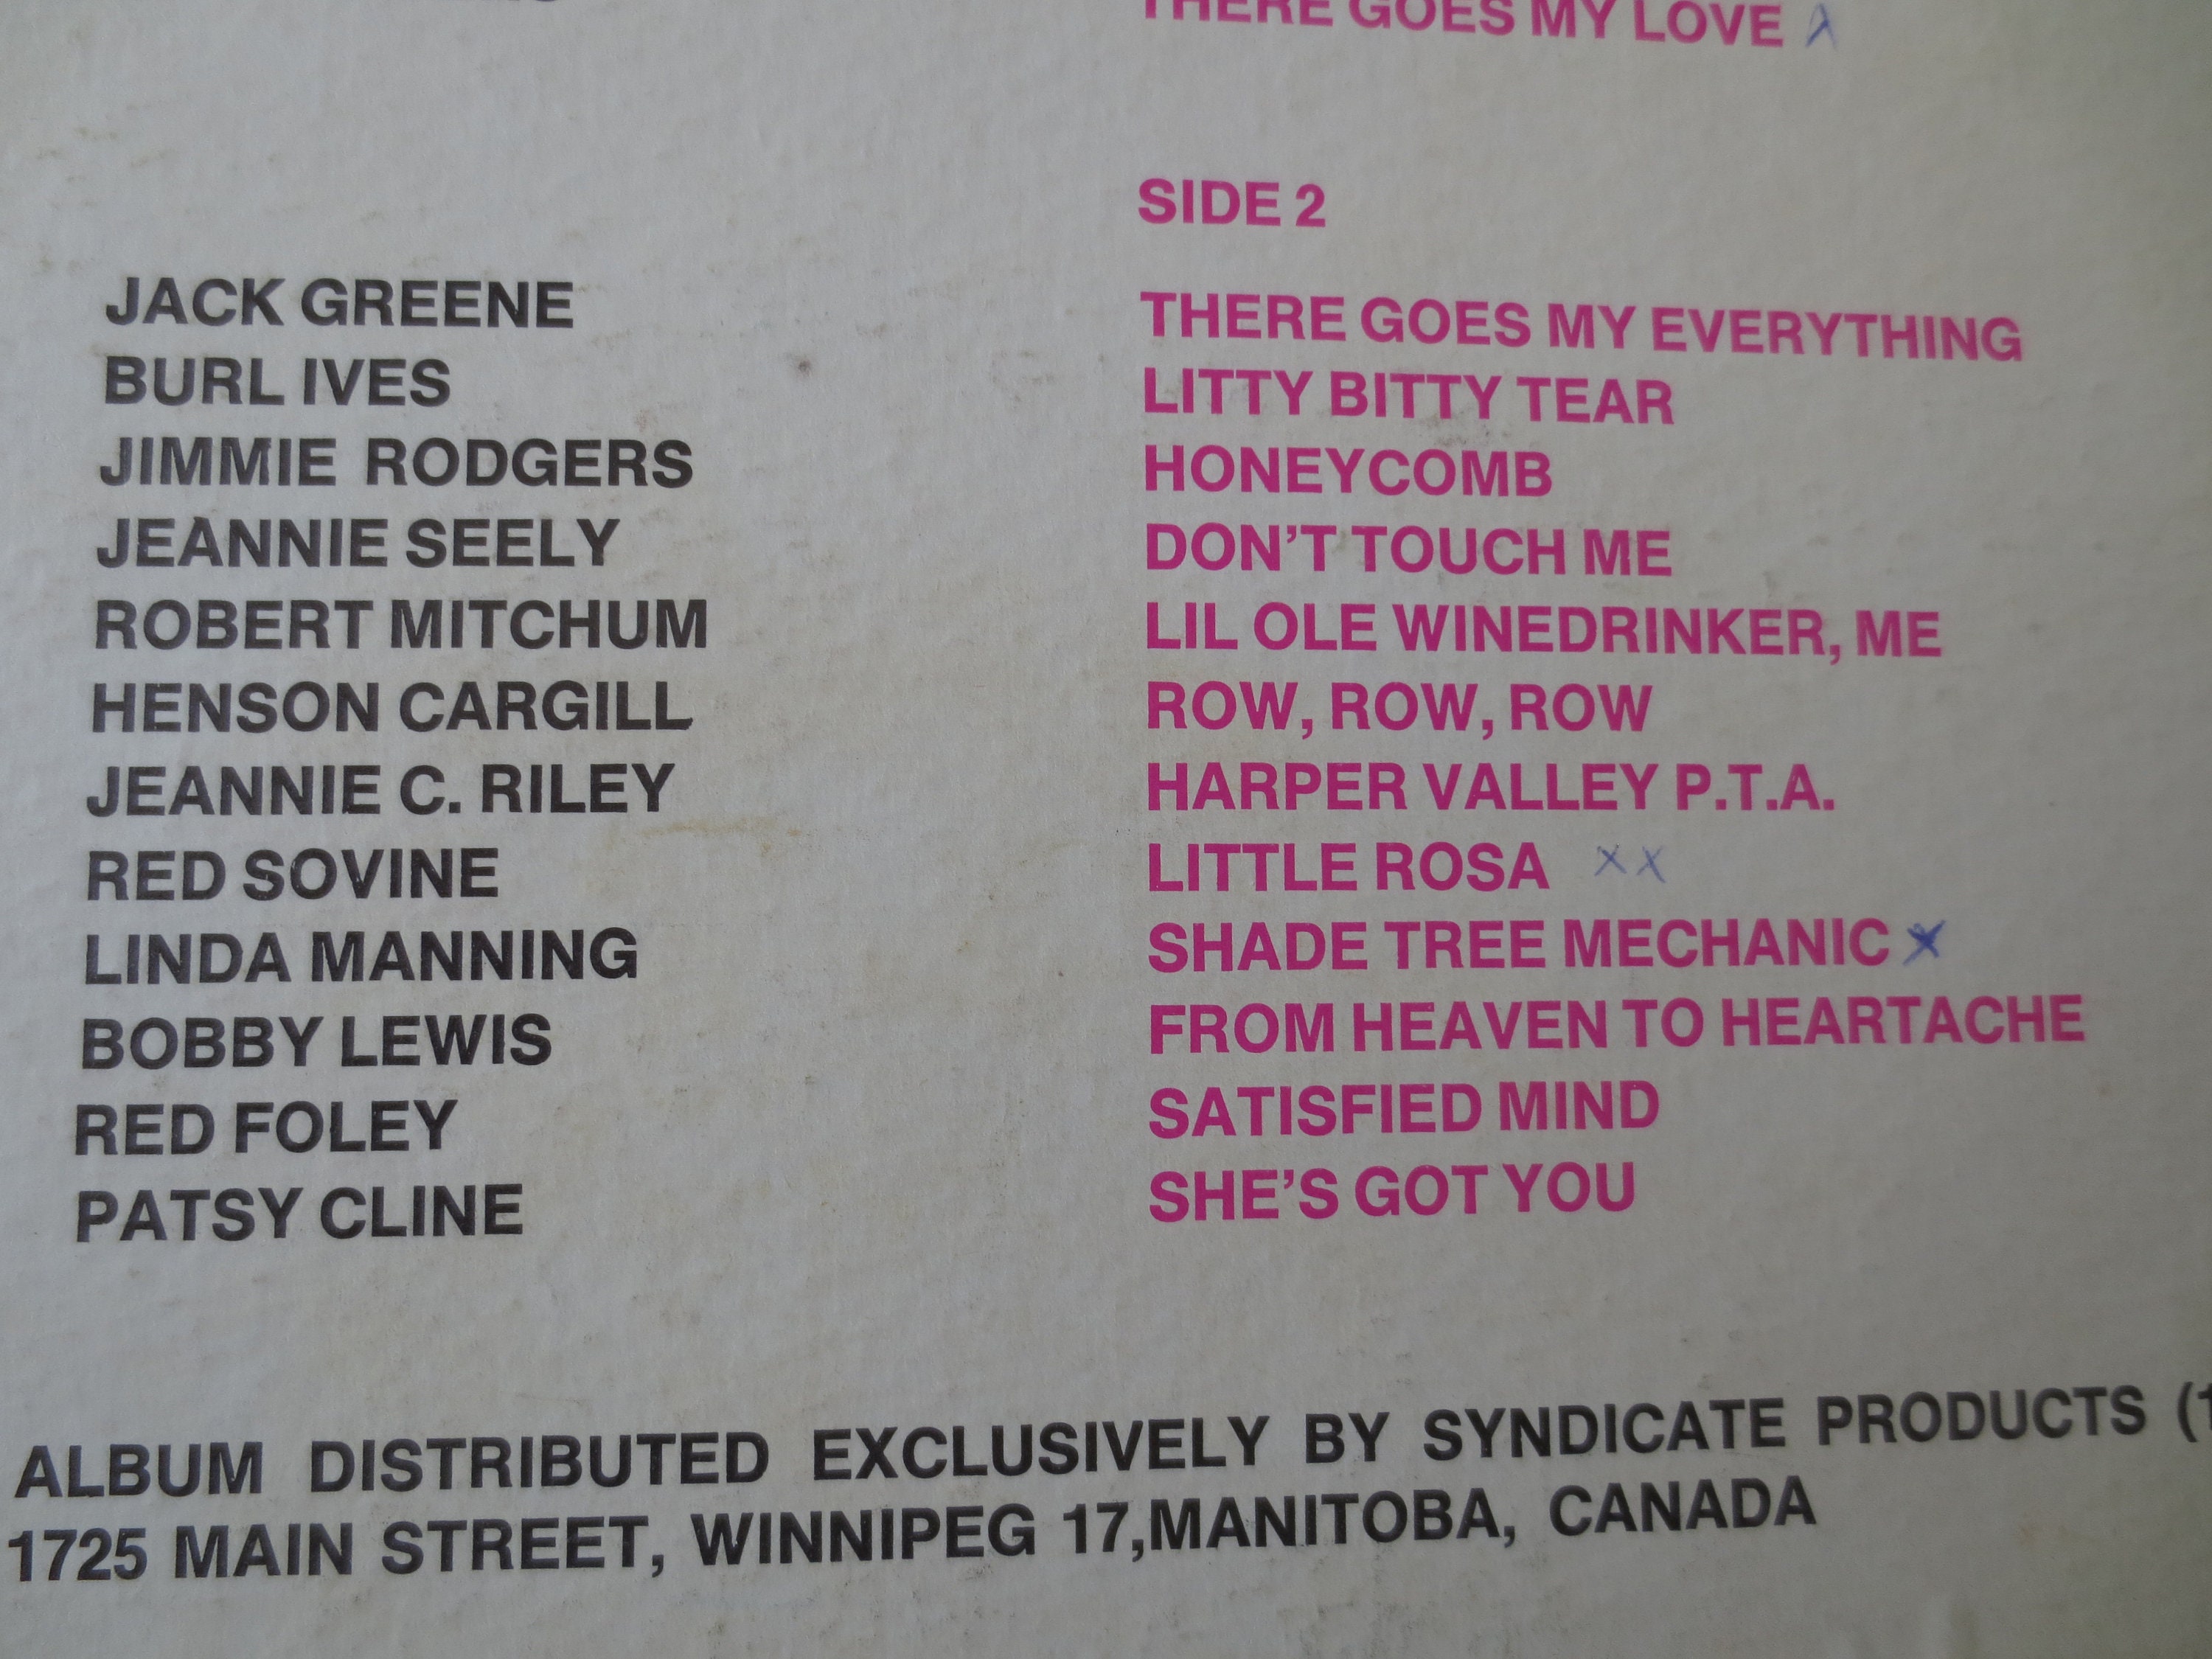 THERE GOES MY LOVE x
SIDE 2
JACK GREENE THERE GOES MY EVERYTHING
BURL IVES LITTY BITTY TEAR
JIMMIE RODGERS HONEYCOMB
JEANNIE SEELY DON'T TOUCH ME
ROBERT MITCHUM LIL OLE WINEDRINKER, ME
HENSON CARGILL ROW, ROW, ROW
JEANNIE C. RILEY HARPER VALLEY P.T.A.
RED SOVINE LITTLE ROSA x x
LINDA MANNING SHADE TREE MECHANIC x
BOBBY LEWIS FROM HEAVEN TO HEARTACHE
RED FOLEY SATISFIED MIND
PATSY CLINE SHE'S GOT YOU
ALBUM DISTRIBUTED EXCLUSIVELY BY SYNDICATE PRODUCTS (1
1725 MAIN STREET, WINNIPEG 17,MANITOBA, CANADA